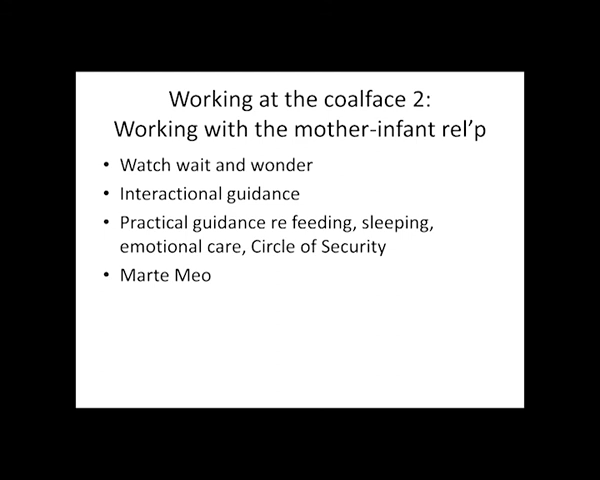 Working at the coalface 2:
Working with the mother-infant rel’p
• Watch wait and wonder
• Interactional guidance
• Practical guidance re feeding, sleeping,
emotional care, Circle of Security
• Marte Meo